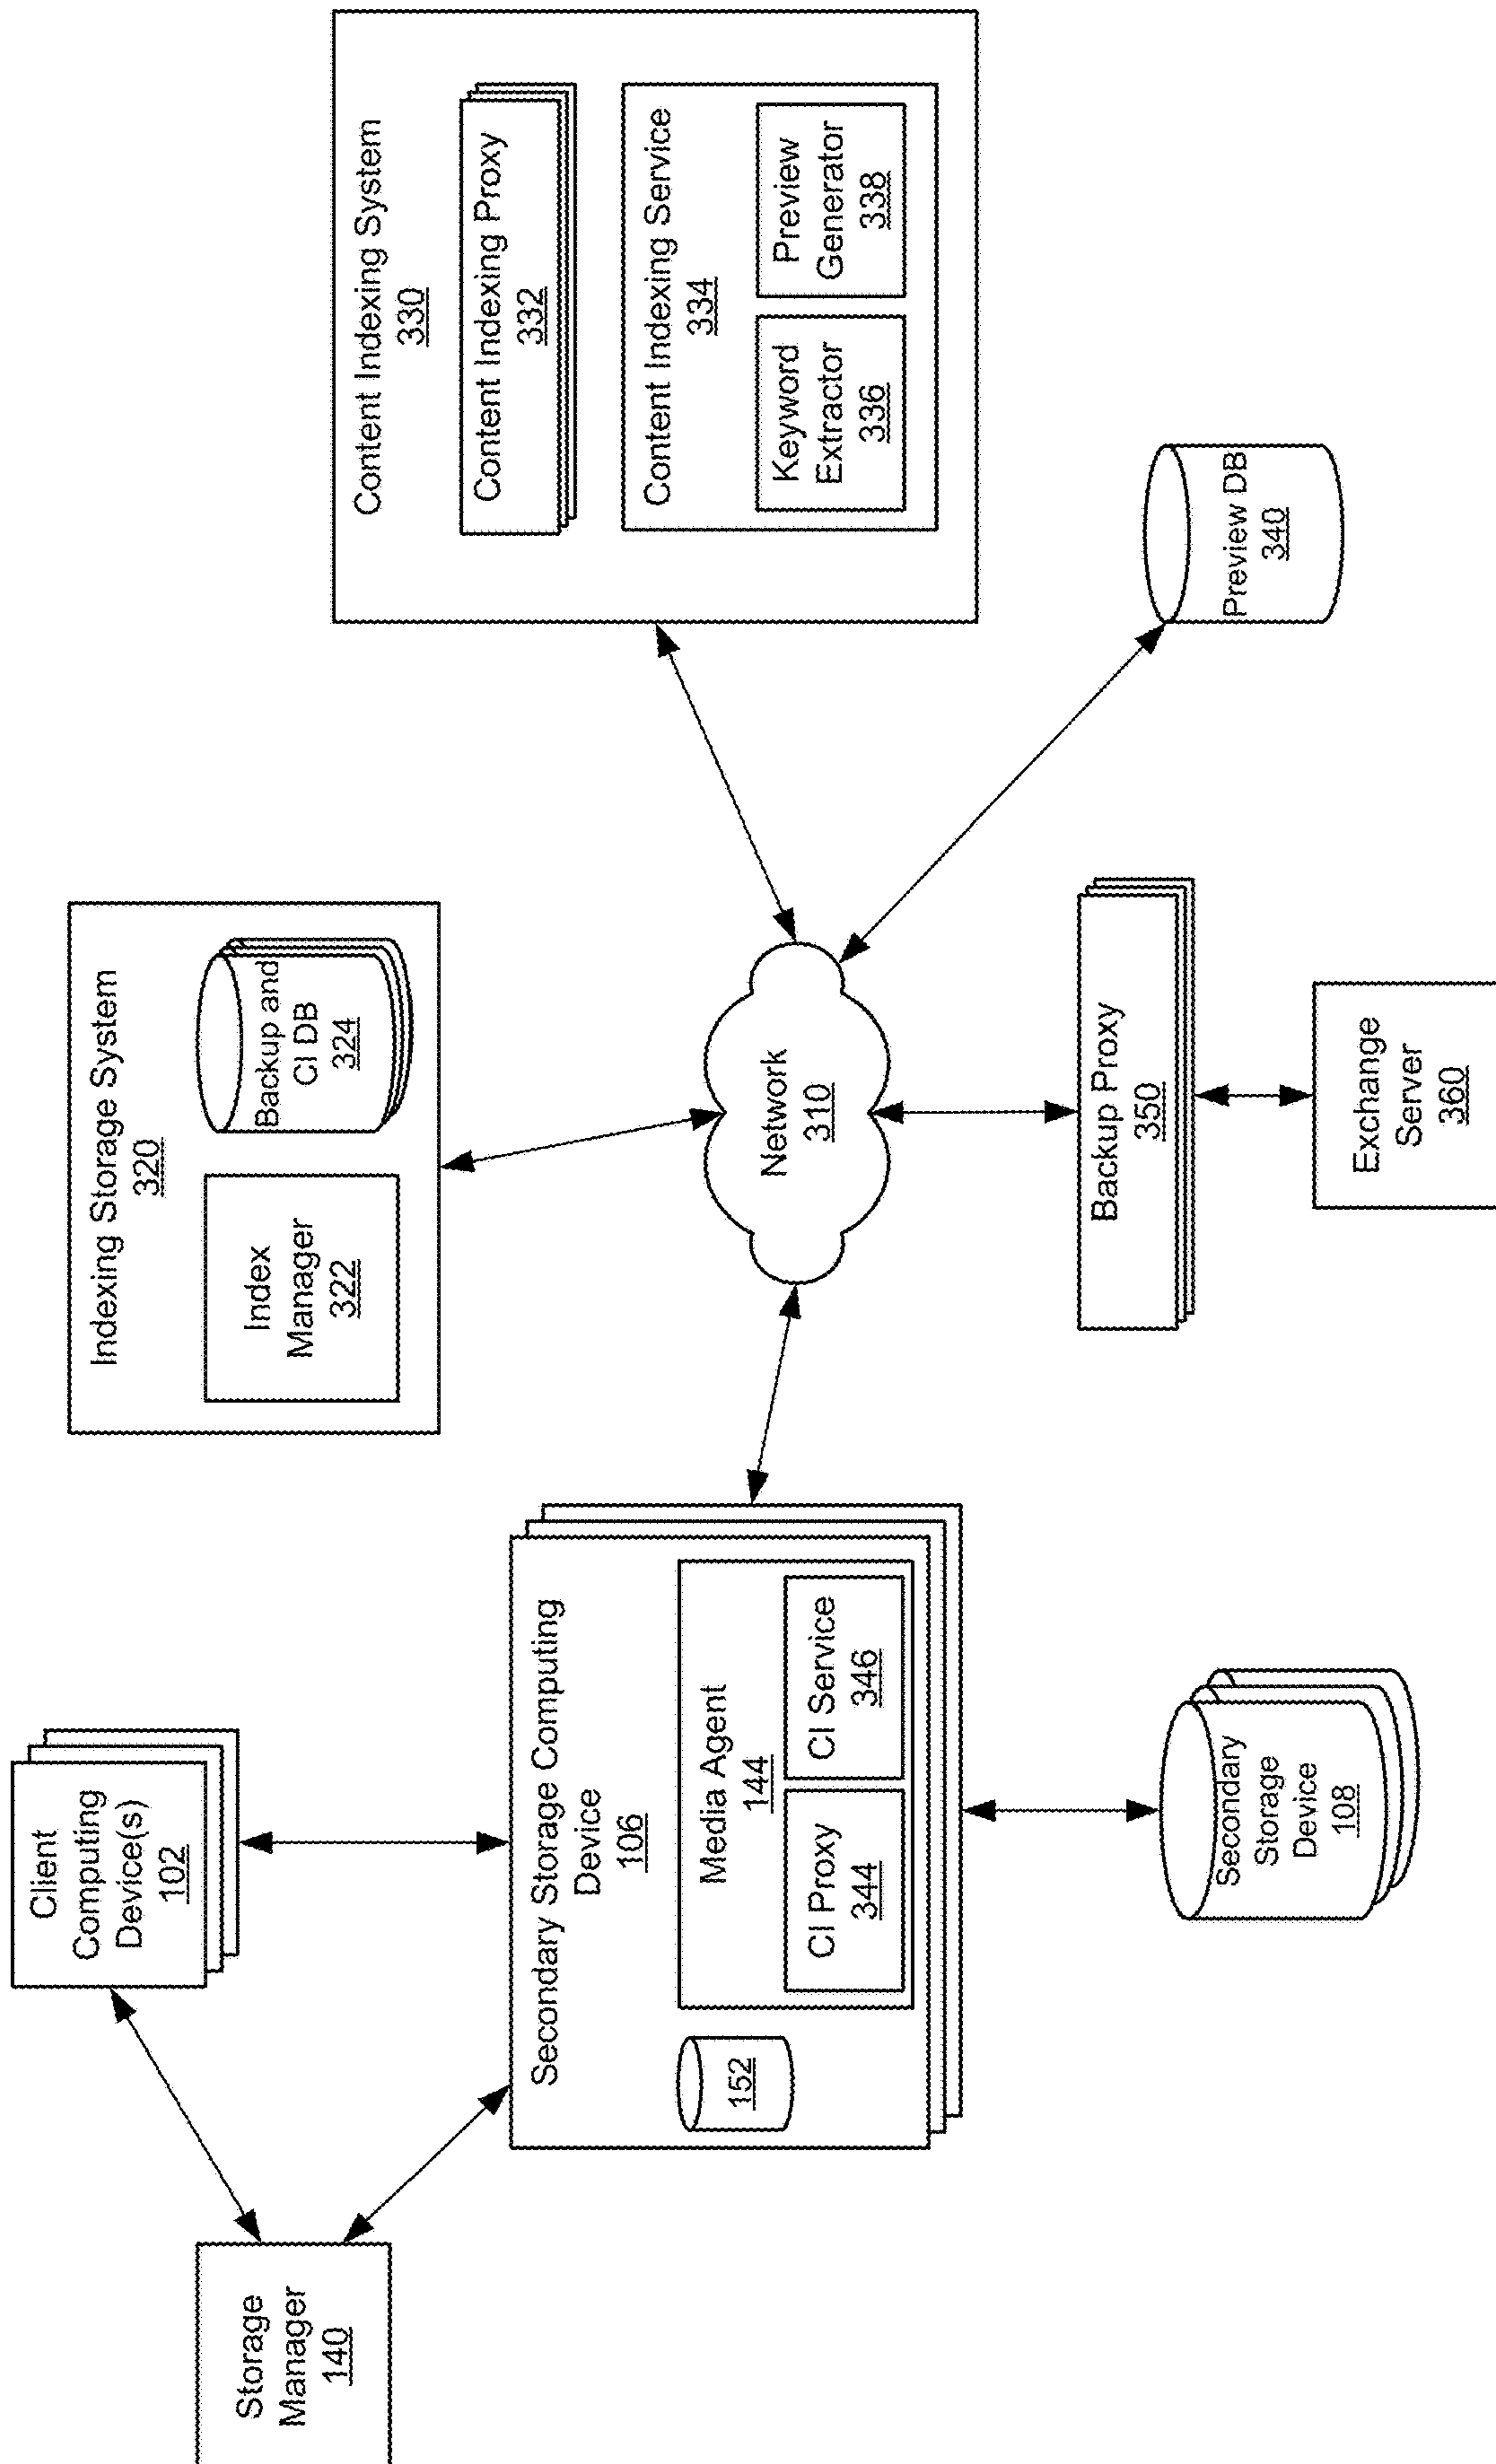 Storage
Manager
140
Client
Computing
Device(s)
102
Secondary Storage Computing
Device
106
152
Media Agent
144
CI Proxy
344
CI Service
346
Secondary
Storage
Device
108
Indexing Storage System
320
Index
Manager
322
Backup and
CI DB
324
Network
310
Backup Proxy
350
Exchange
Server
360
Content Indexing System
330
Content Indexing Proxy
332
Content Indexing Service
334
Keyword
Extractor
336
Preview
Generator
338
Preview DB
340